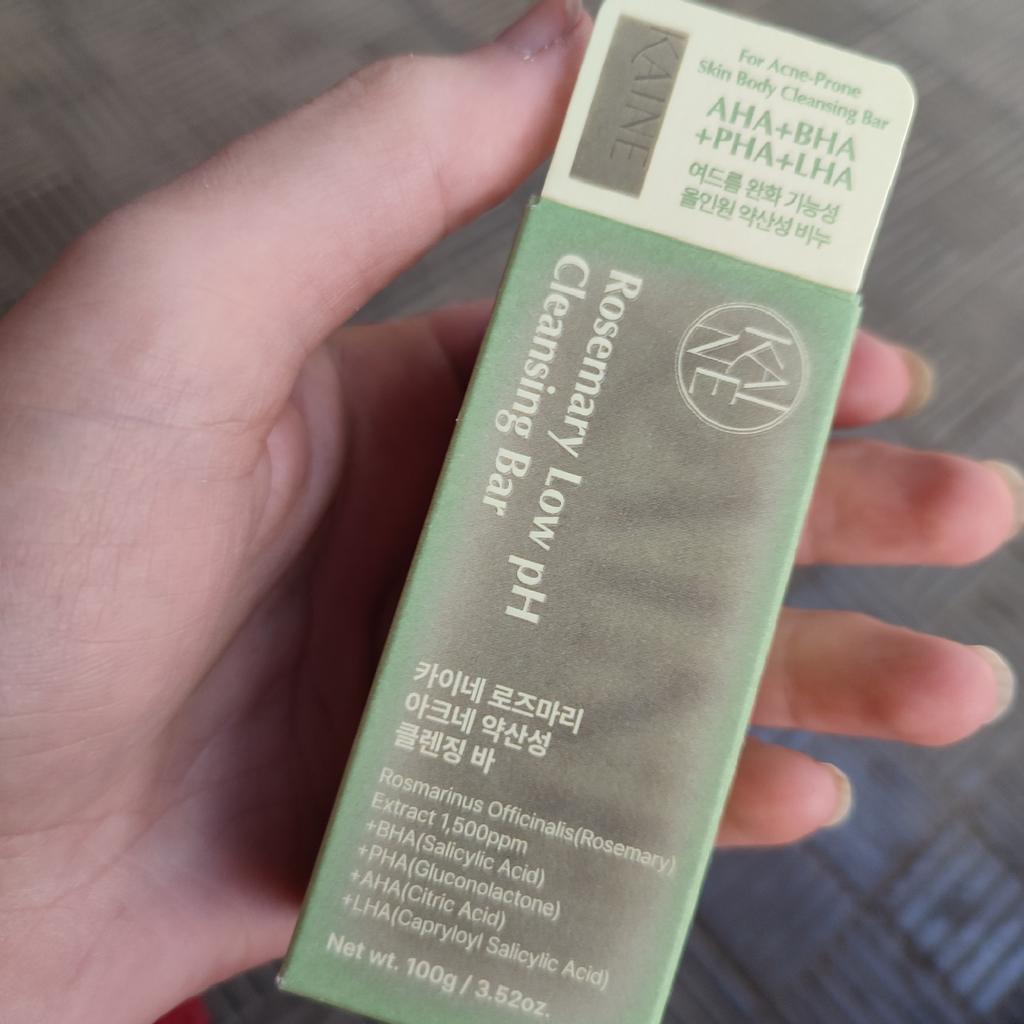 KAINE
For Acne-Prone
Skin Body Cleansing Bar
AHA+BHA
+PHA+LHA
여드름 완화 기능성
올인원 약산성 비누
KAI
NE
Rosemary Low pH
Cleansing Bar
카이네 로즈마리
아크네 약산성
클렌징 바
Rosmarinus Officinalis(Rosemary)
Extract 1,500ppm
+BHA(Salicylic Acid)
+PHA(Gluconolactone)
+AHA(Citric Acid)
+LHA(Capryloyl Salicylic Acid)
Net wt. 100g / 3.52oz.